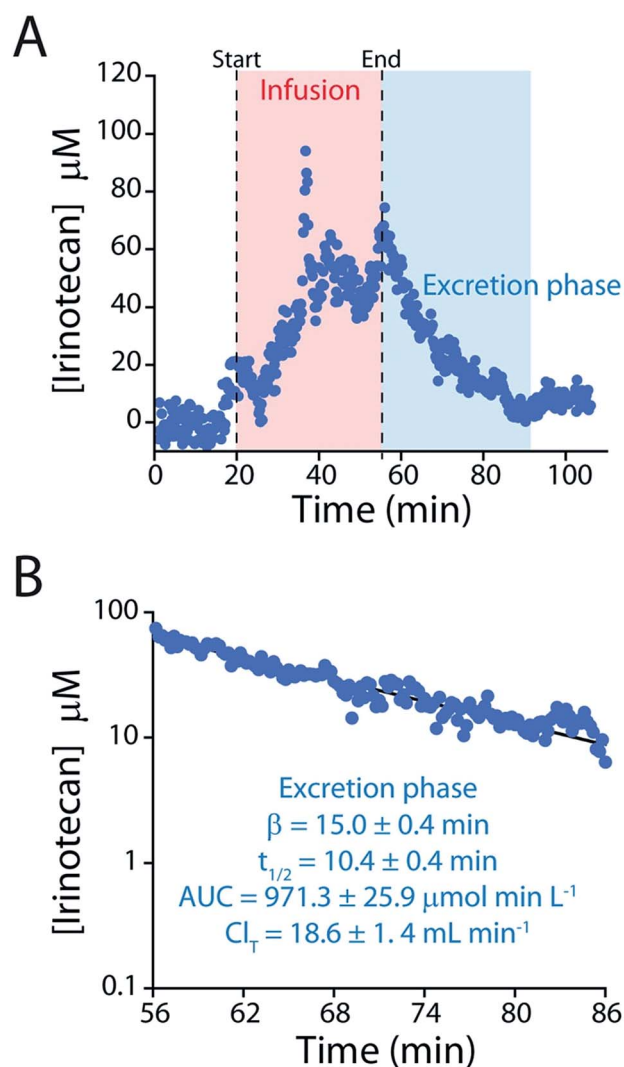 A
Start
End
120
100
80
60
40
20
0
[Irinotecan] μM
Infusion
Excretion phase
0 20 40 60 80 100
Time (min)
B
100
10
1
0.1
[Irinotecan] μM
Excretion phase
β = 15.0 ± 0.4 min
t1/2 = 10.4 ± 0.4 min
AUC = 971.3 ± 25.9 μmol min L-1
ClT = 18.6 ± 1. 4 mL min-1
56 62 68 74 80 86
Time (min)